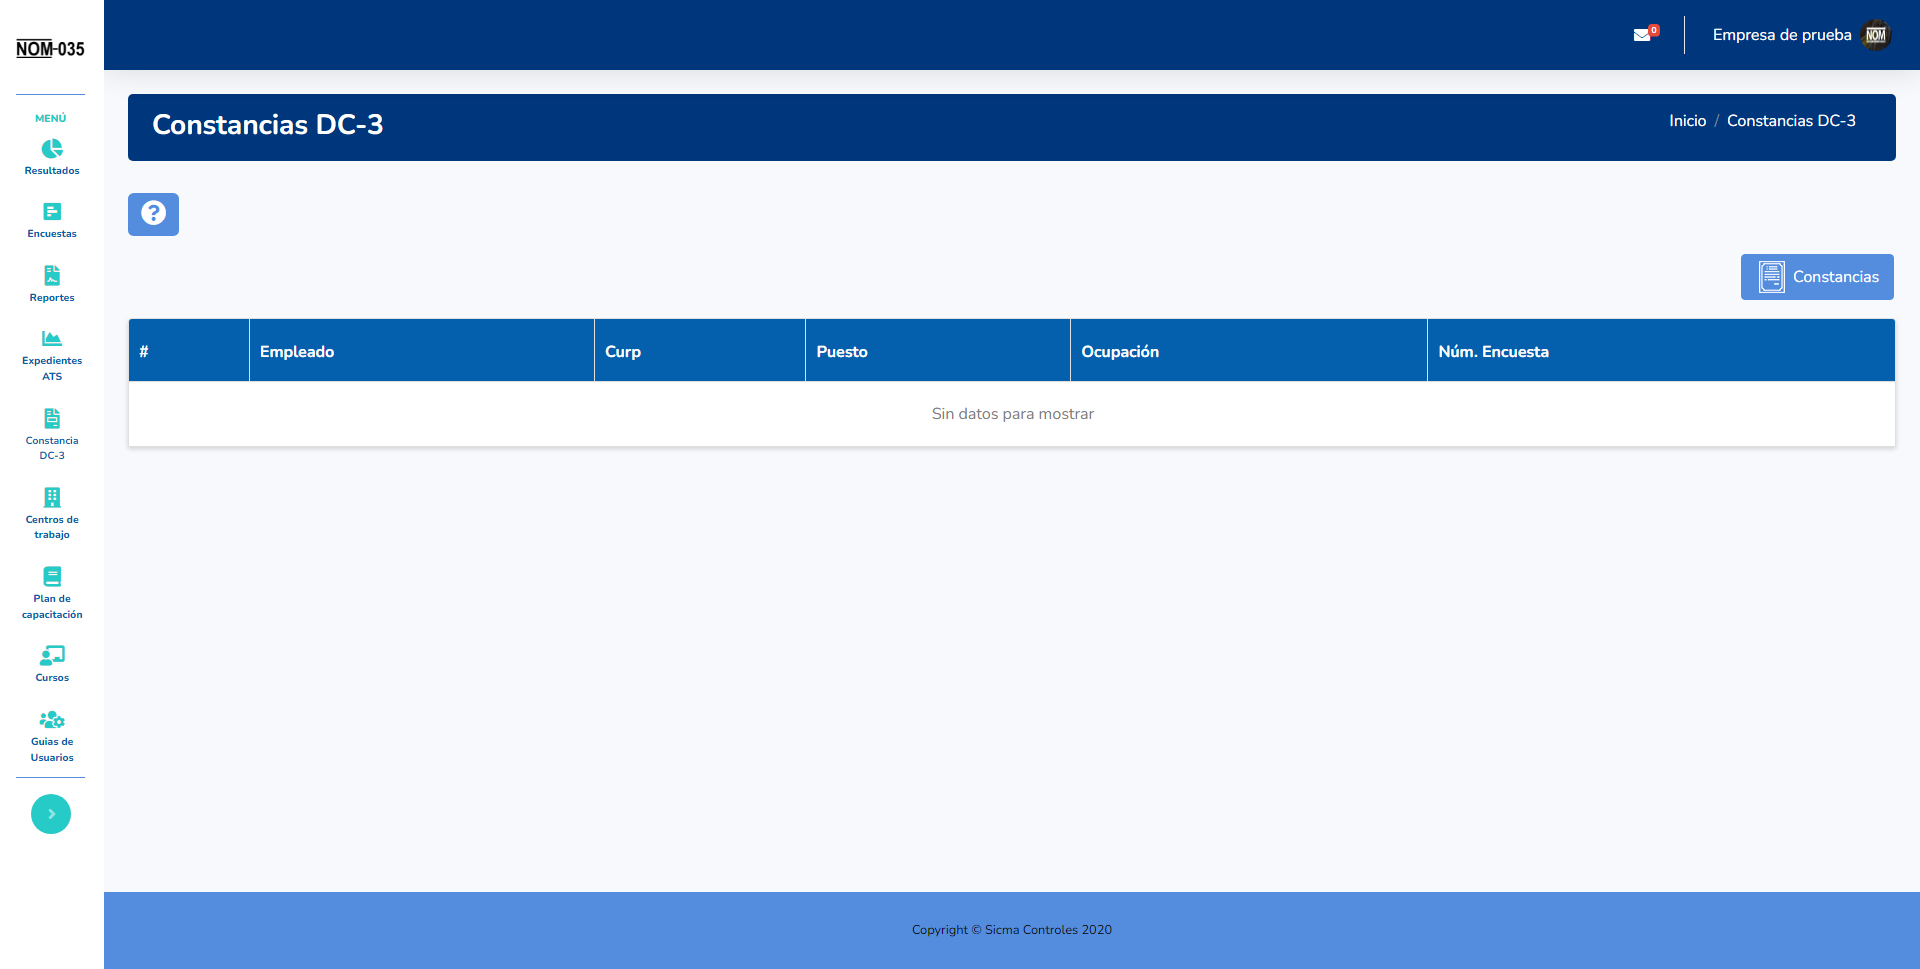 NOM-035
0
Empresa de prueba
NOM
MENÚ
Resultados
Encuestas
Reportes
Expedientes
ATS
Constancia
DC-3
Centros de
trabajo
Plan de
capacitación
Cursos
Guias de
Usuarios
Constancias DC-3
Inicio / Constancias DC-3
Constancias
# Empleado Curp Puesto Ocupación Núm. Encuesta
Sin datos para mostrar
Copyright © Sicma Controles 2020